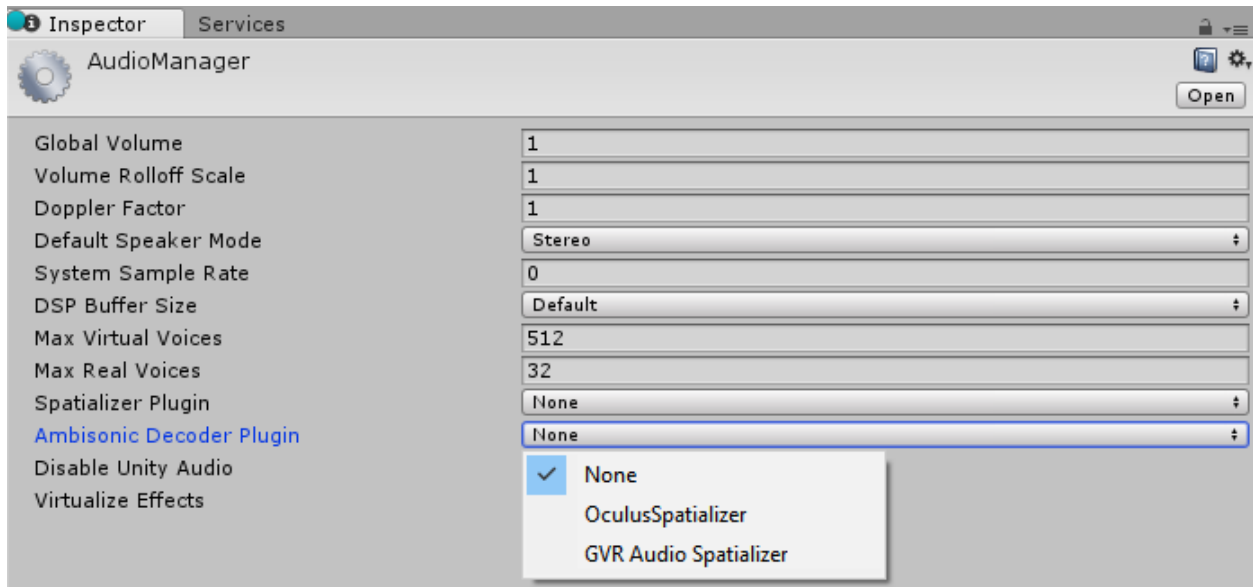 Inspector Services
AudioManager
Open
Global Volume 1
Volume Rolloff Scale 1
Doppler Factor 1
Default Speaker Mode Stereo
System Sample Rate 0
DSP Buffer Size Default
Max Virtual Voices 512
Max Real Voices 32
Spatializer Plugin None
Ambisonic Decoder Plugin None
Disable Unity Audio None
Virtualize Effects OculusSpatializer
GVR Audio Spatializer